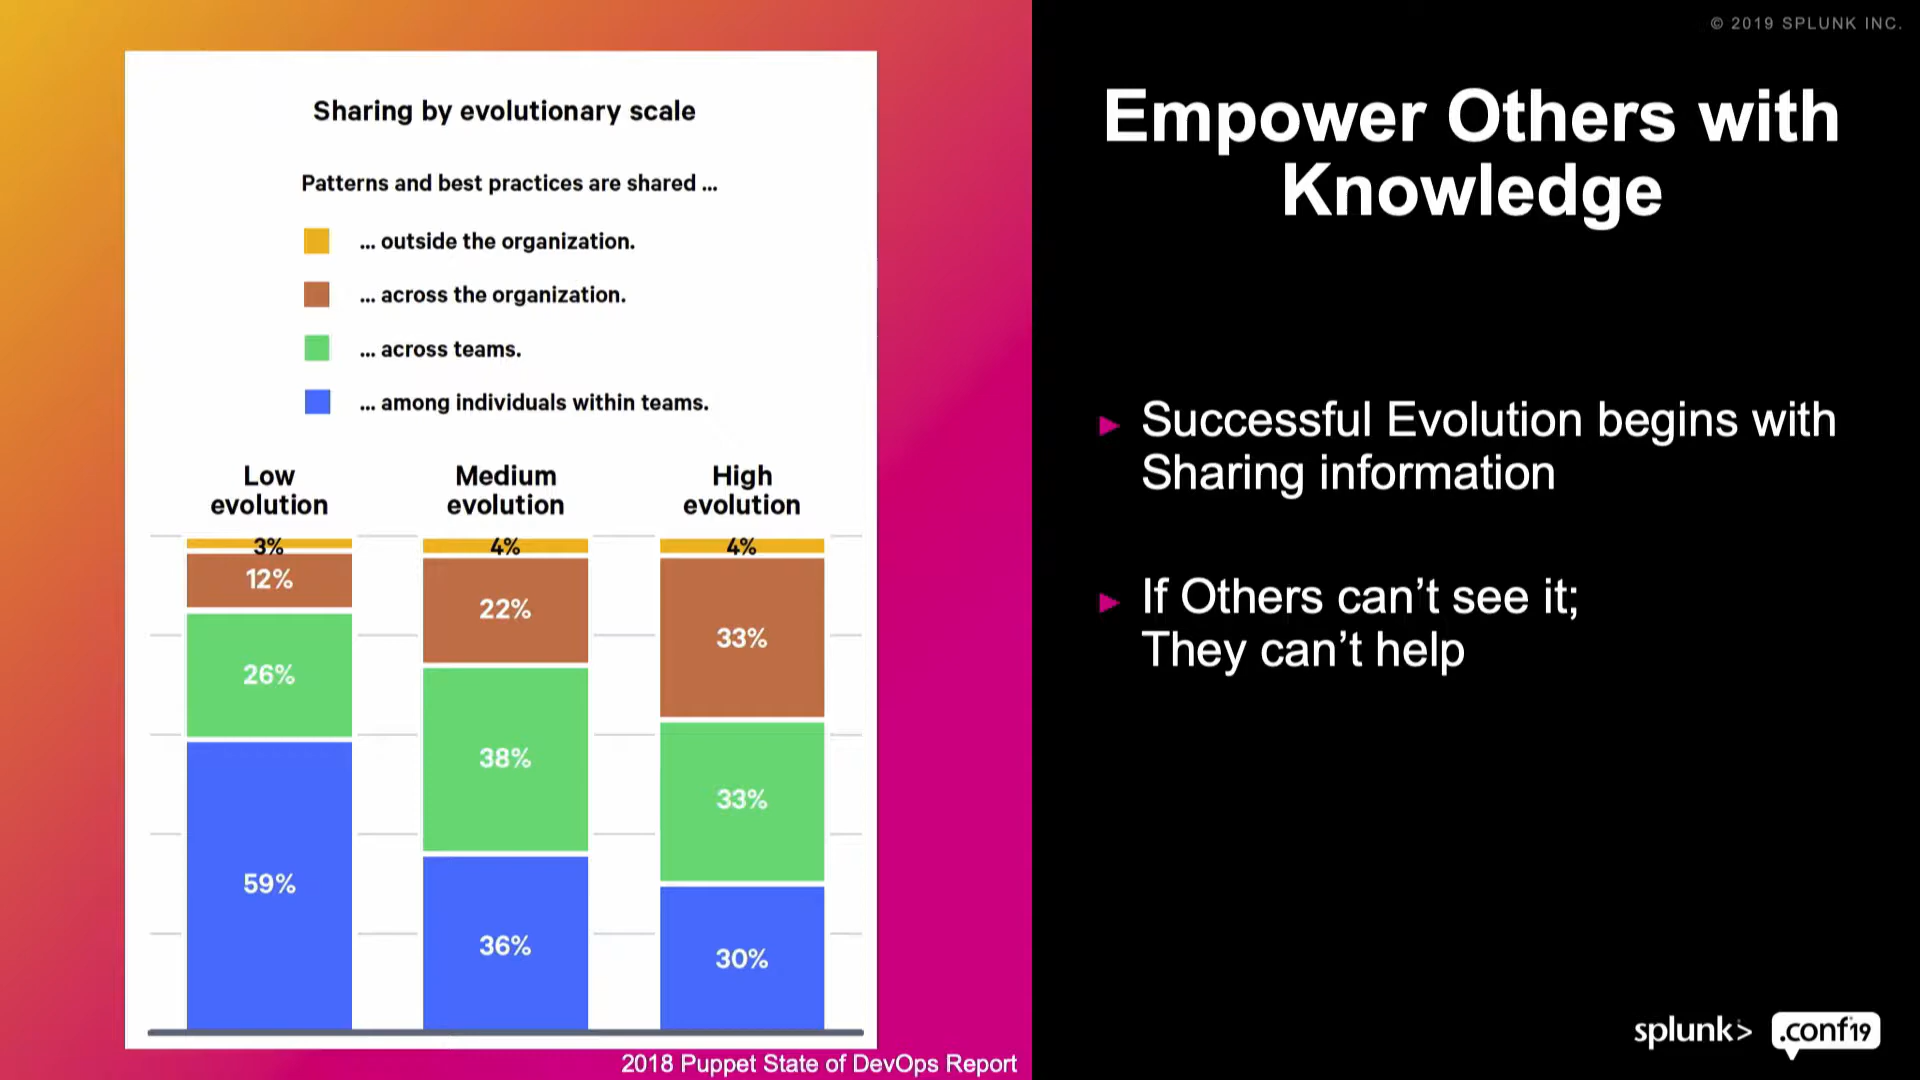 © 2019 SPLUNK INC.
Sharing by evolutionary scale
Patterns and best practices are shared ...
... outside the organization.
... across the organization.
... across teams.
... among individuals within teams.
Low
evolution
Medium
evolution
High
evolution
3%
4%
4%
12%
22%
33%
26%
38%
33%
59%
36%
30%
2018 Puppet State of DevOps Report
Empower Others with
Knowledge
Successful Evolution begins with
Sharing information
If Others can’t see it;
They can’t help
splunk>
.conf19